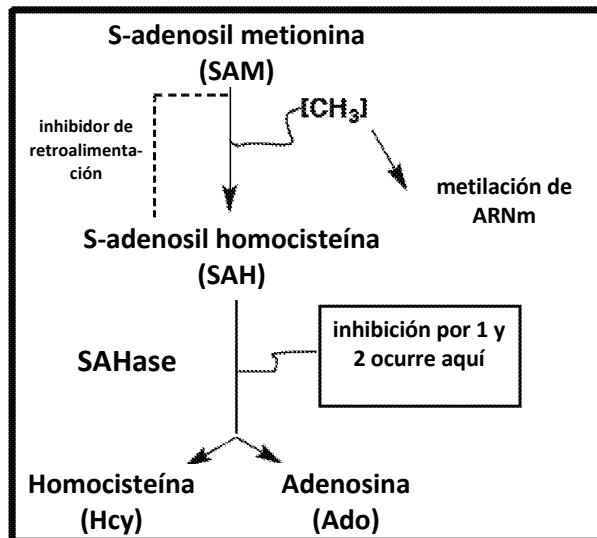 S-adenosil metionina
(SAM)
[CH₃]
inhibidor de
retroalimenta-
ción
metilación de
ARNm
S-adenosil homocisteína
(SAH)
inhibición por 1 y
2 ocurre aquí
SAHase
Homocisteína
(Hcy)
Adenosina
(Ado)